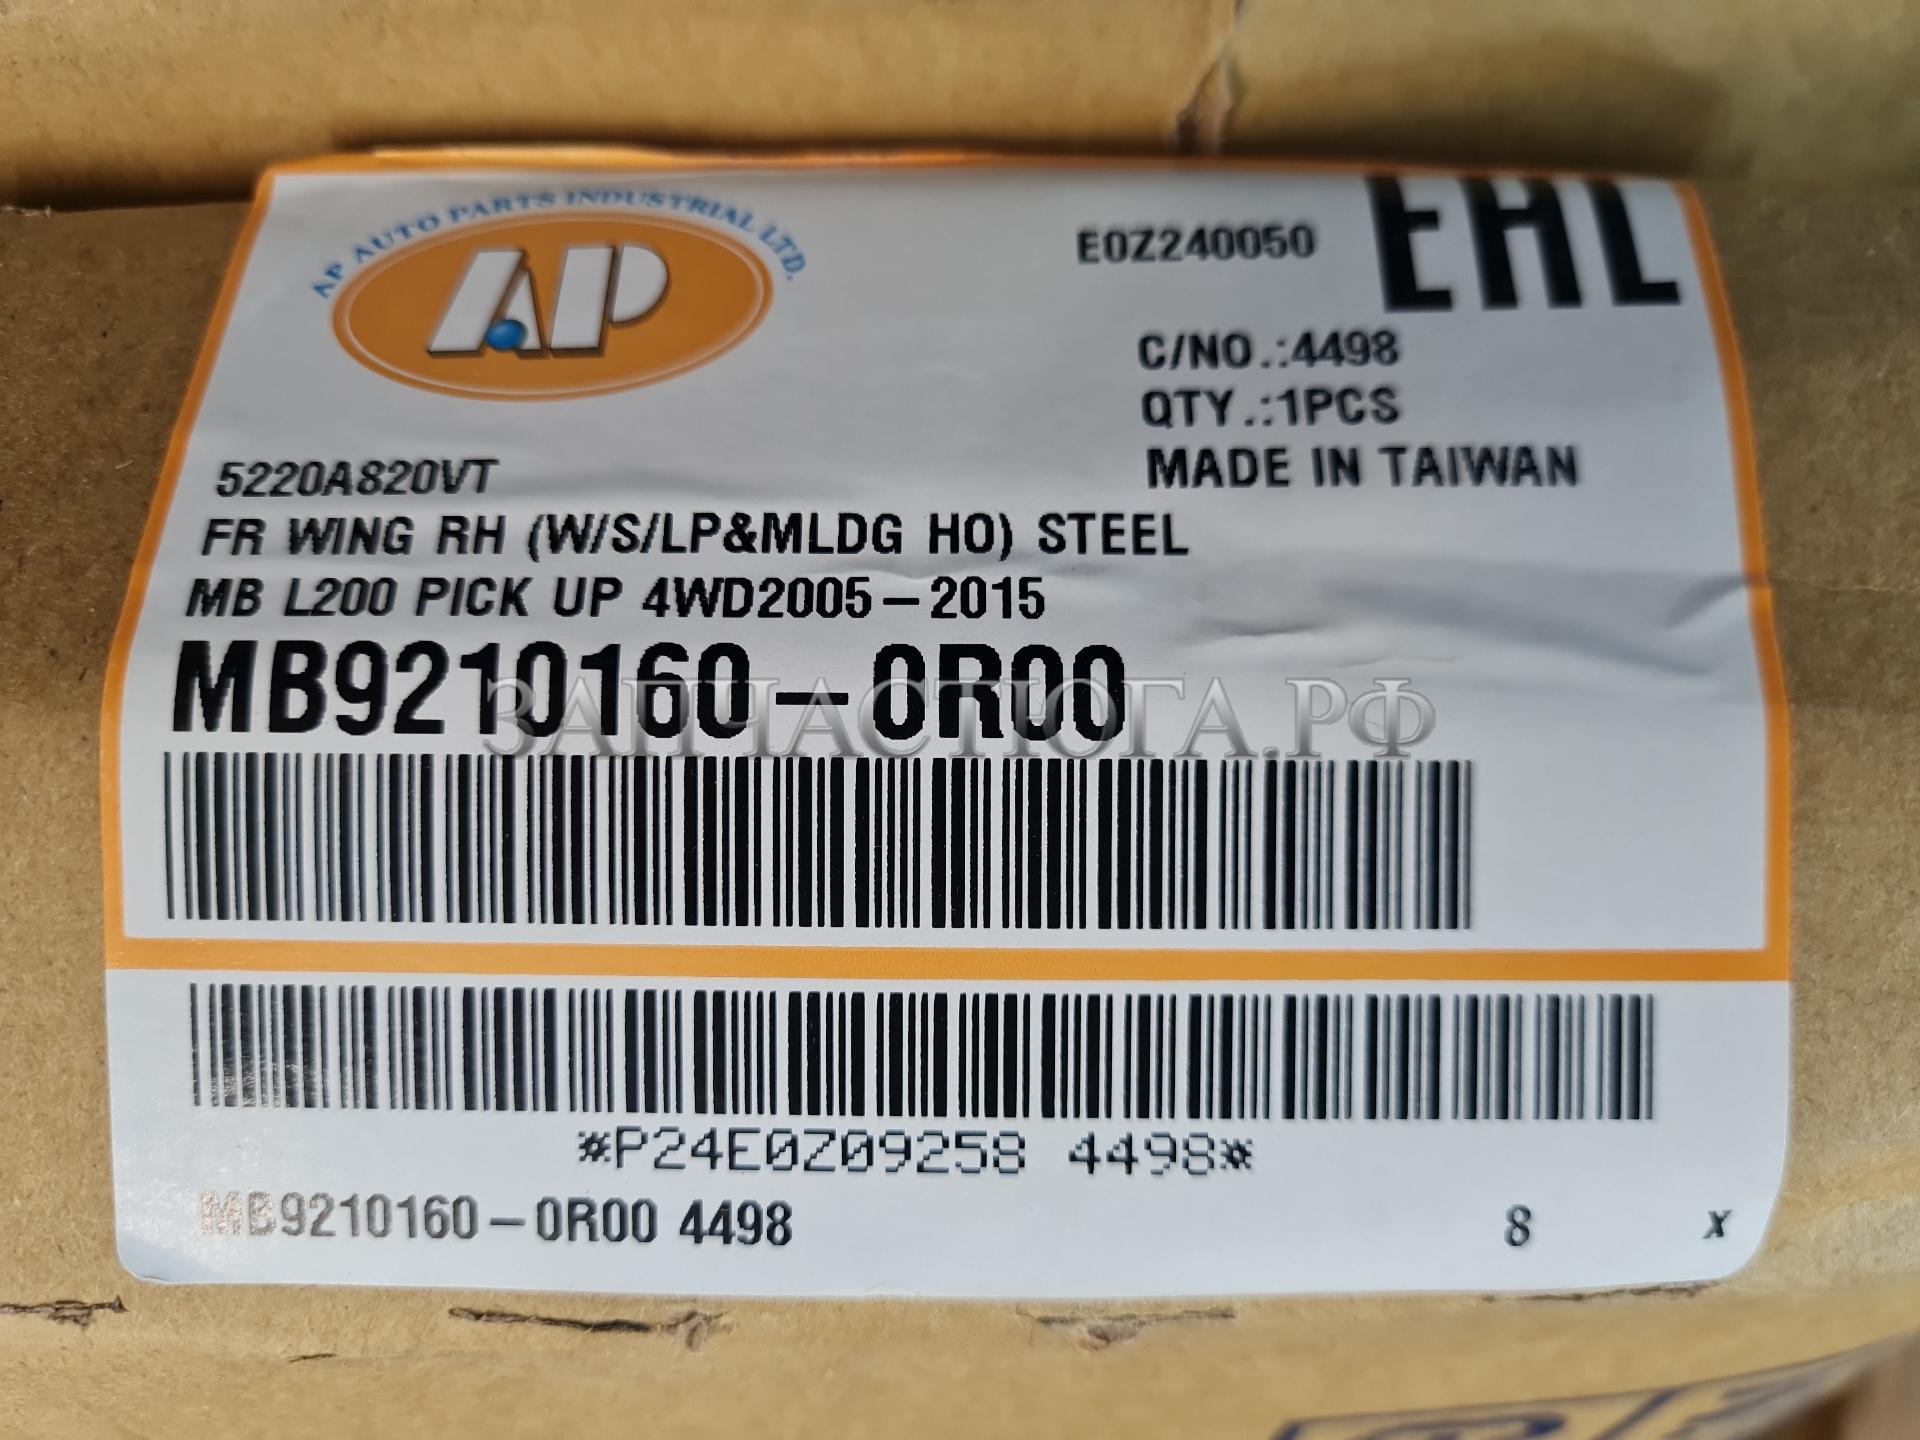 AP AUTO PARTS INDUSTRIAL LTD.
AP
E0Z240050
C/NO.:4498
QTY.:1PCS
MADE IN TAIWAN
5220A820VT
FR WING RH (W/S/LP&MLDG HO) STEEL
MB L200 PICK UP 4WD2005-2015
MB9210160-0R00
ЗАПЧАСТЮГА.РФ
*P24E0Z09258 4498*
MB9210160-0R00 4498
8
X